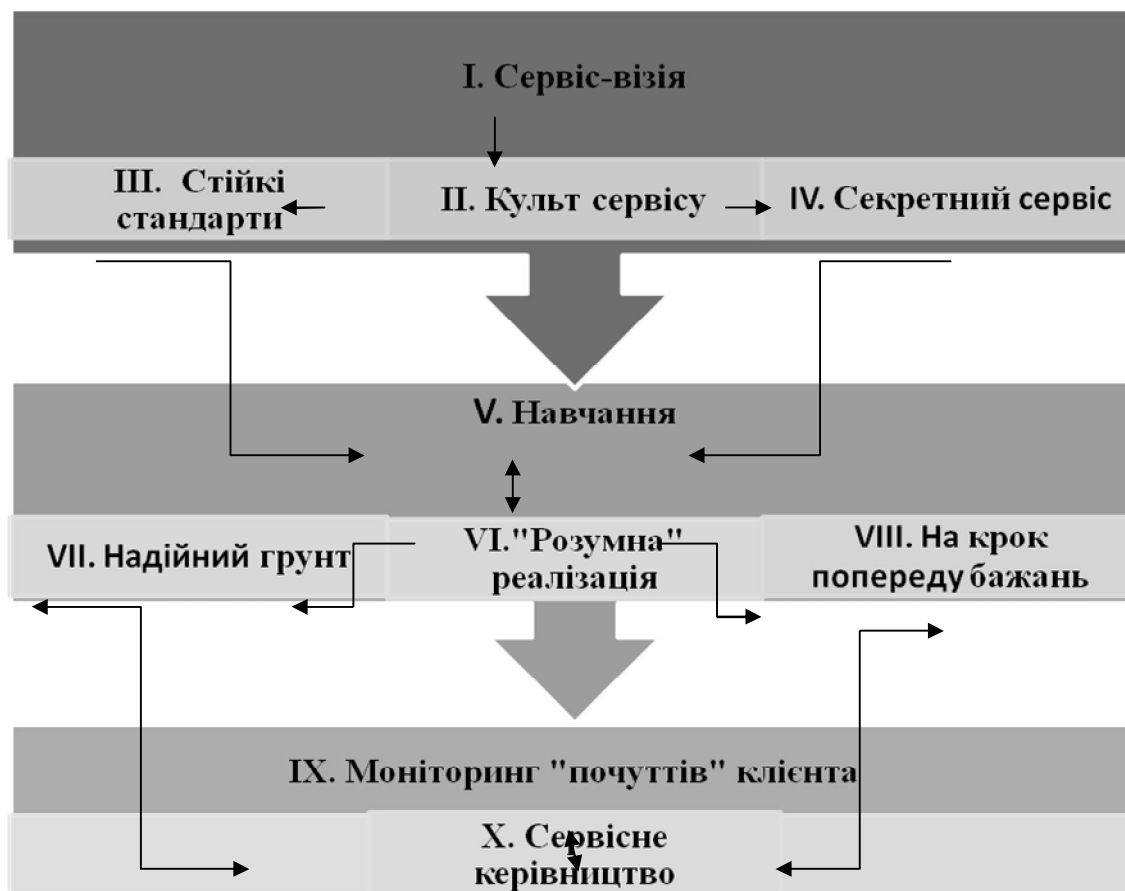 I. Сервіс-візія
III. Стійкі
стандарти
II. Культ сервісу
IV. Секретний сервіс
V. Навчання
VII. Надійний грунт
VI."Розумна"
реалізація
VIII. На крок
попереду бажань
IX. Моніторинг "почуттів" клієнта
X. Сервісне
керівництво